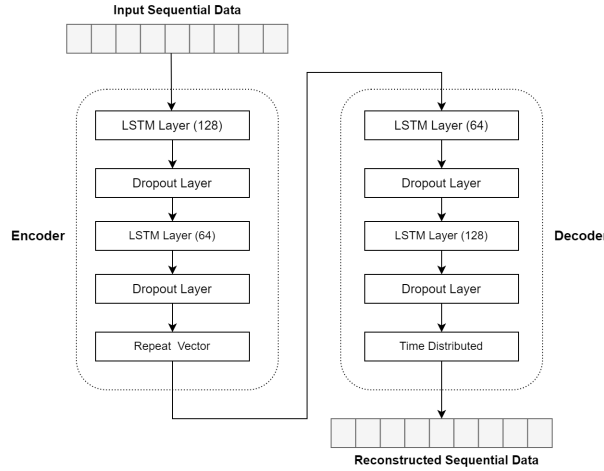 Input Sequential Data
Encoder
LSTM Layer (128)
Dropout Layer
LSTM Layer (64)
Dropout Layer
Repeat Vector
LSTM Layer (64)
Dropout Layer
LSTM Layer (128)
Dropout Layer
Time Distributed
Decoder
Reconstructed Sequential Data